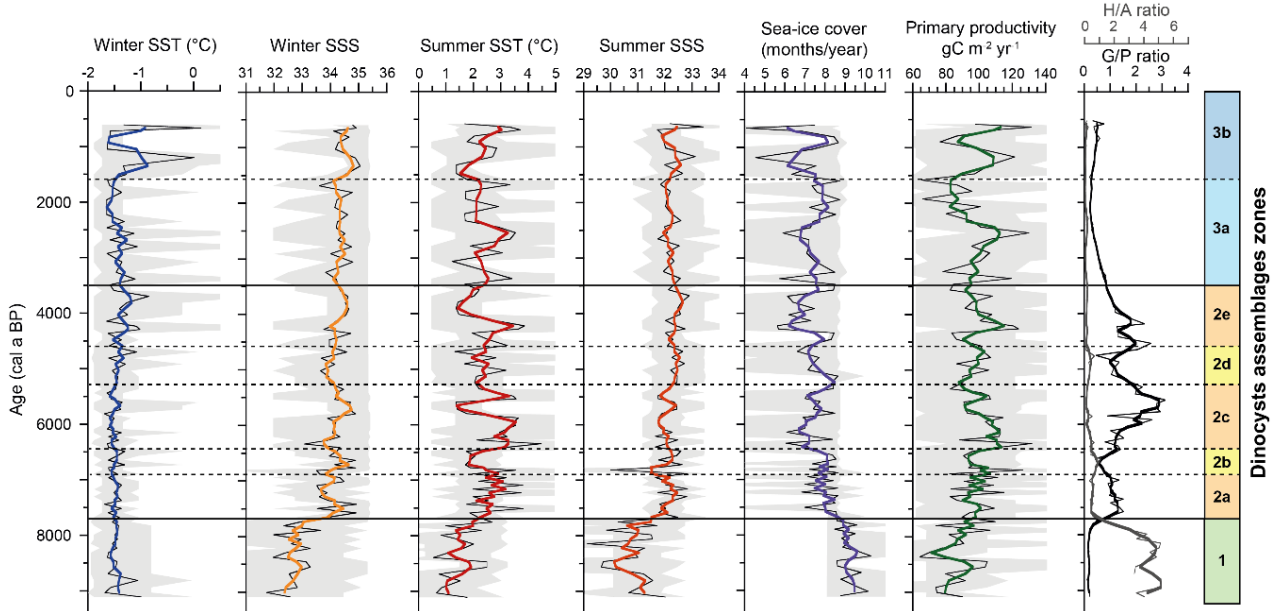 H/A ratio
0 2 4 6
Winter SST (°C)
Winter SSS
Summer SST (°C)
Summer SSS
Sea-ice cover
(months/year)
Primary productivity
gC m² yr¹
G/P ratio
-2 -1 0
31 32 33 34 35 36
0 1 2 3 4 5
29 30 31 32 33 34
4 5 6 7 8 9 10 11
60 80 100 120 140
0 1 2 3 4
Age (cal a BP)
0
2000
4000
6000
8000
3b
3a
2e
2d
2c
2b
2a
1
Dinocysts assemblages zones